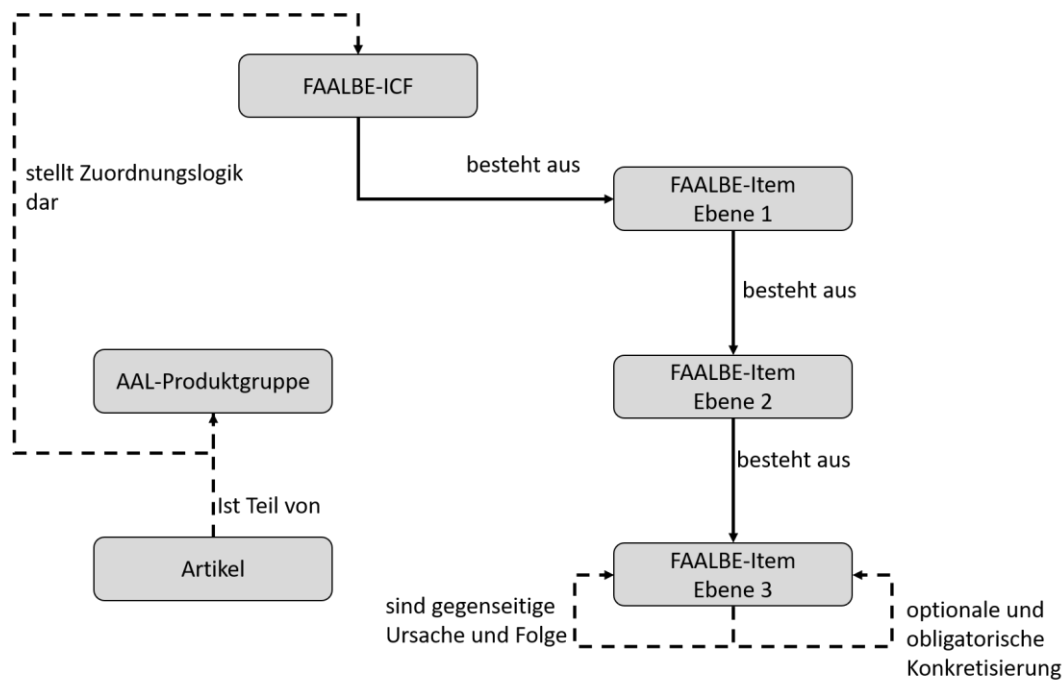 FAALBE-ICF
stellt Zuordnungslogik
dar
besteht aus
FAALBE-Item
Ebene 1
besteht aus
AAL-Produktgruppe
FAALBE-Item
Ebene 2
besteht aus
Ist Teil von
Artikel
FAALBE-Item
Ebene 3
sind gegenseitige
Ursache und Folge
optionale und
obligatorische
Konkretisierung